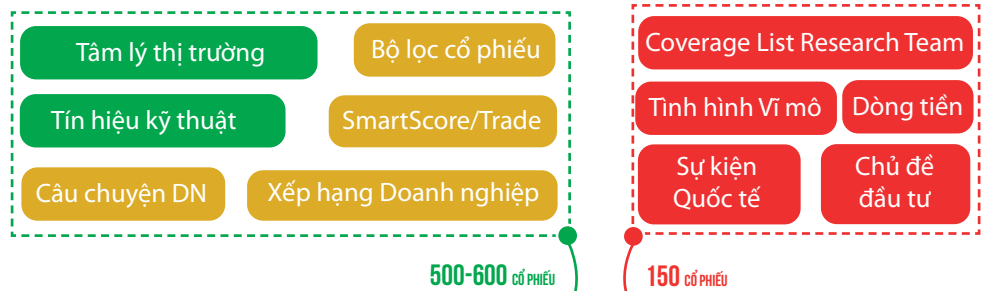 Tâm lý thị trường
Bộ lọc cổ phiếu
Tín hiệu kỹ thuật
SmartScore/Trade
Câu chuyện DN
Xếp hạng Doanh nghiệp
500-600 CỔ PHIẾU
Coverage List Research Team
Tình hình Vĩ mô
Dòng tiền
Sự kiện
Quốc tế
Chủ đề
đầu tư
150 CỔ PHIẾU